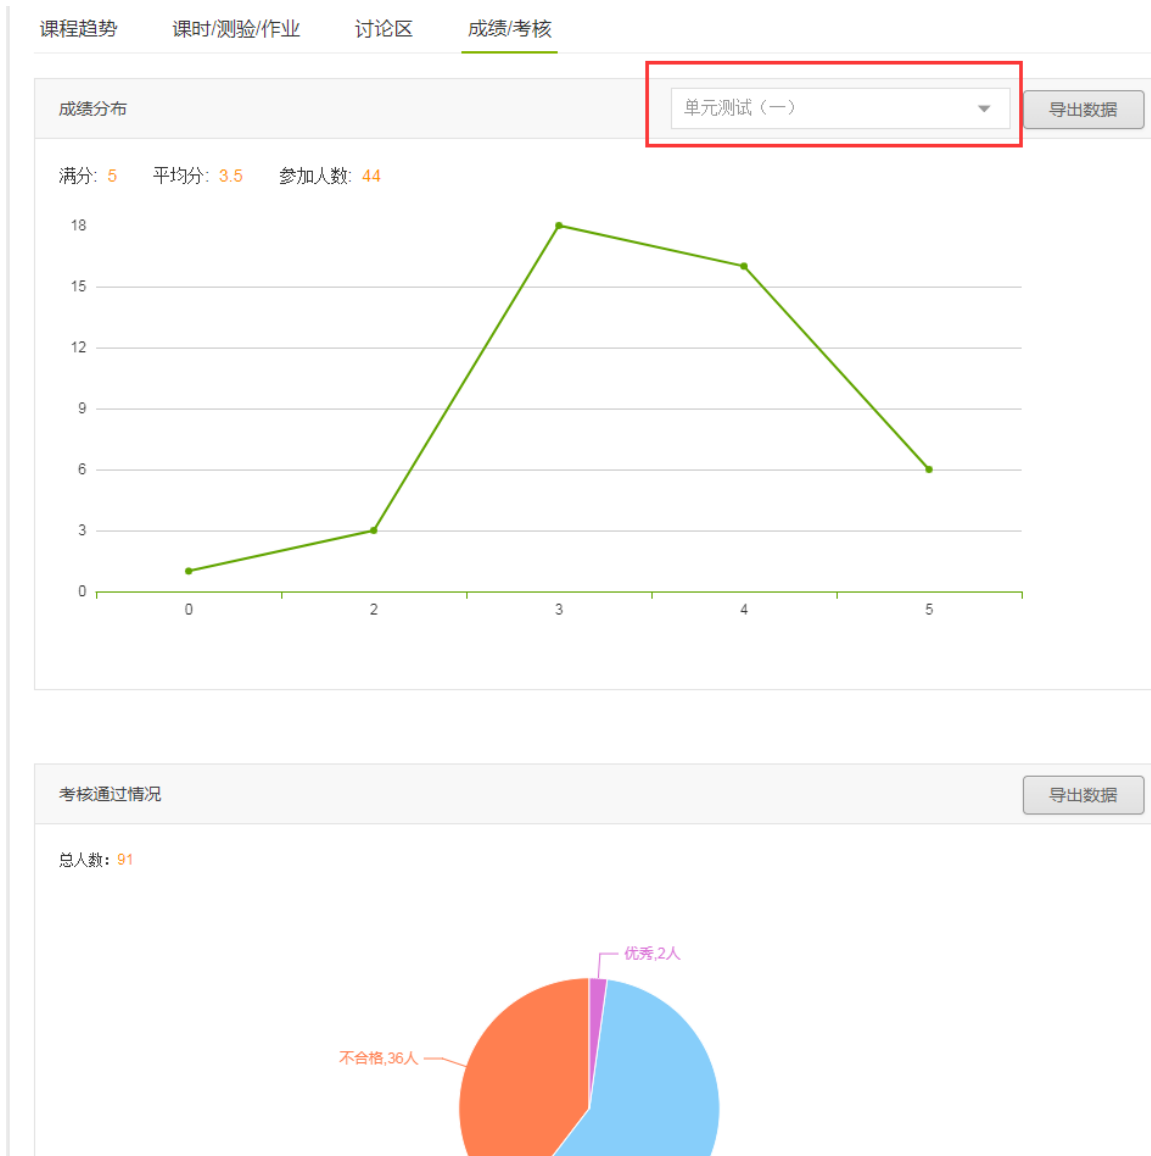 课程趋势 课时/测验/作业 讨论区 成绩/考核
成绩分布 单元测试（一） 导出数据
满分: 5 平均分: 3.5 参加人数: 44
18
15
12
9
6
3
0
0 2 3 4 5
考核通过情况 导出数据
总人数：91
优秀,2人
不合格,36人